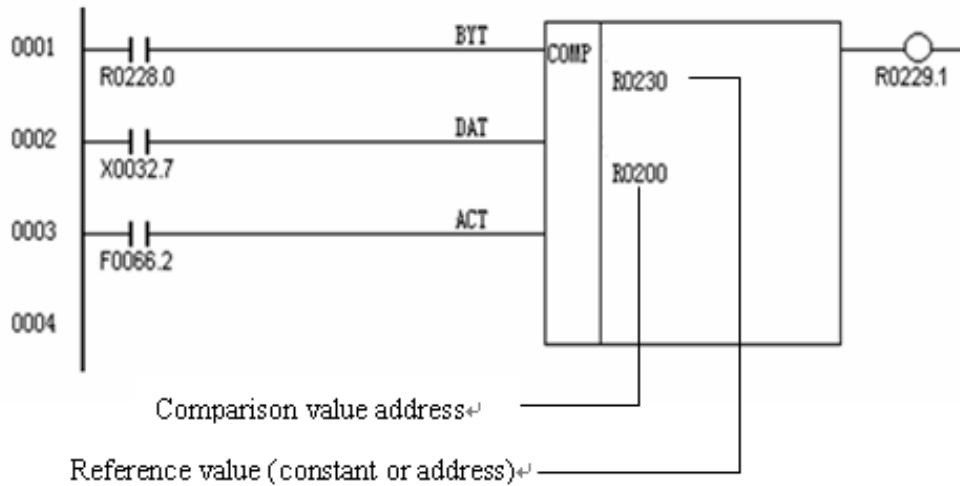 0001 BYT COMP
R0228.0 R0230 R0229.1
0002 DAT
X0032.7 R0200
0003 ACT
F0066.2
0004
Comparison value address↵
Reference value (constant or address)↵